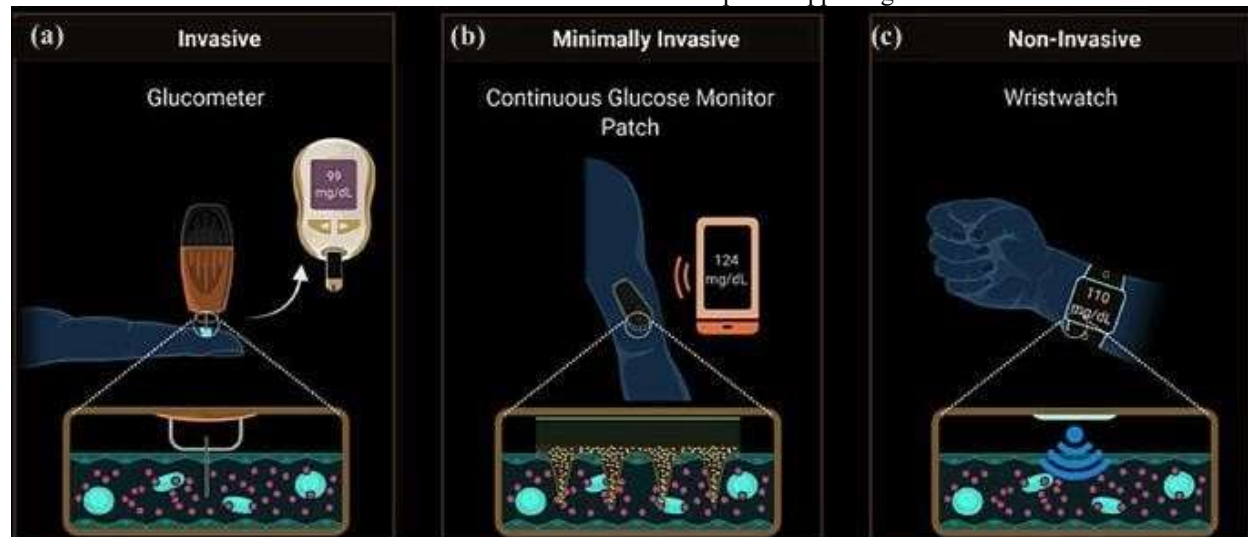 (a)
Invasive
Glucometer
99
mg/dL
(b)
Minimally Invasive
Continuous Glucose Monitor
Patch
124
mg/dL
(c)
Non-Invasive
Wristwatch
110
mg/dL